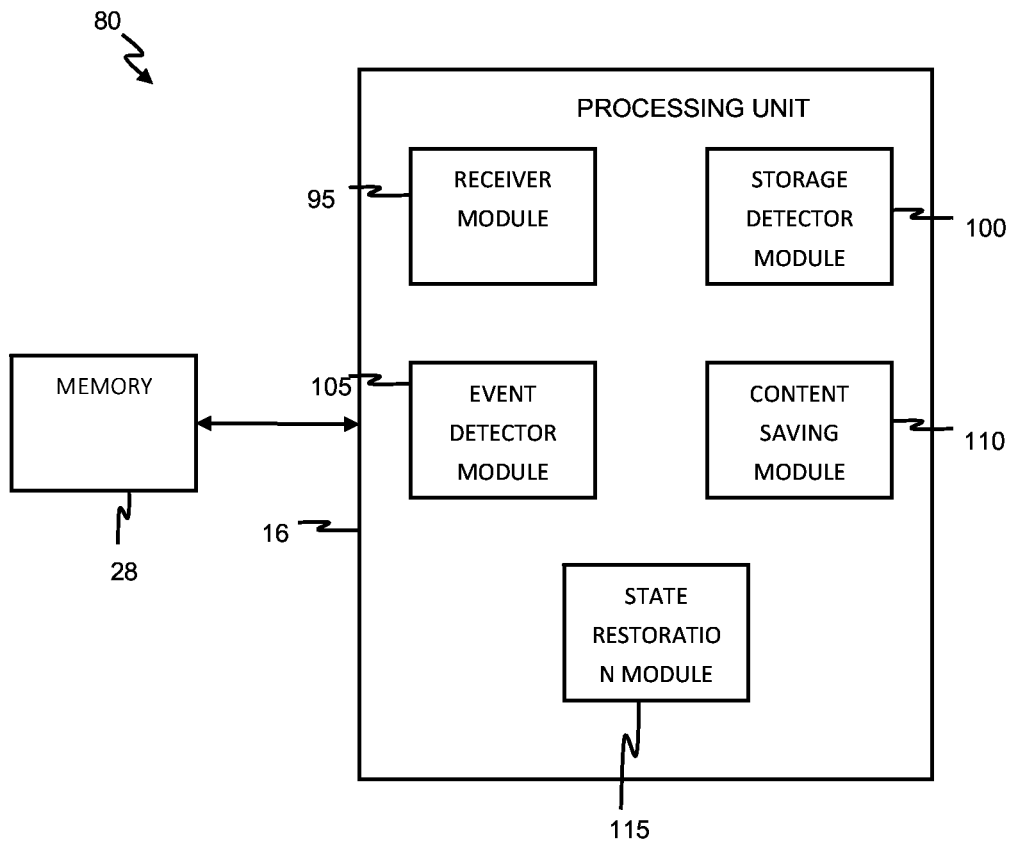 80
PROCESSING UNIT
RECEIVER
MODULE
95
STORAGE
DETECTOR
MODULE
100
MEMORY
28
105
EVENT
DETECTOR
MODULE
CONTENT
SAVING
MODULE
110
16
STATE
RESTORATIO
N MODULE
115